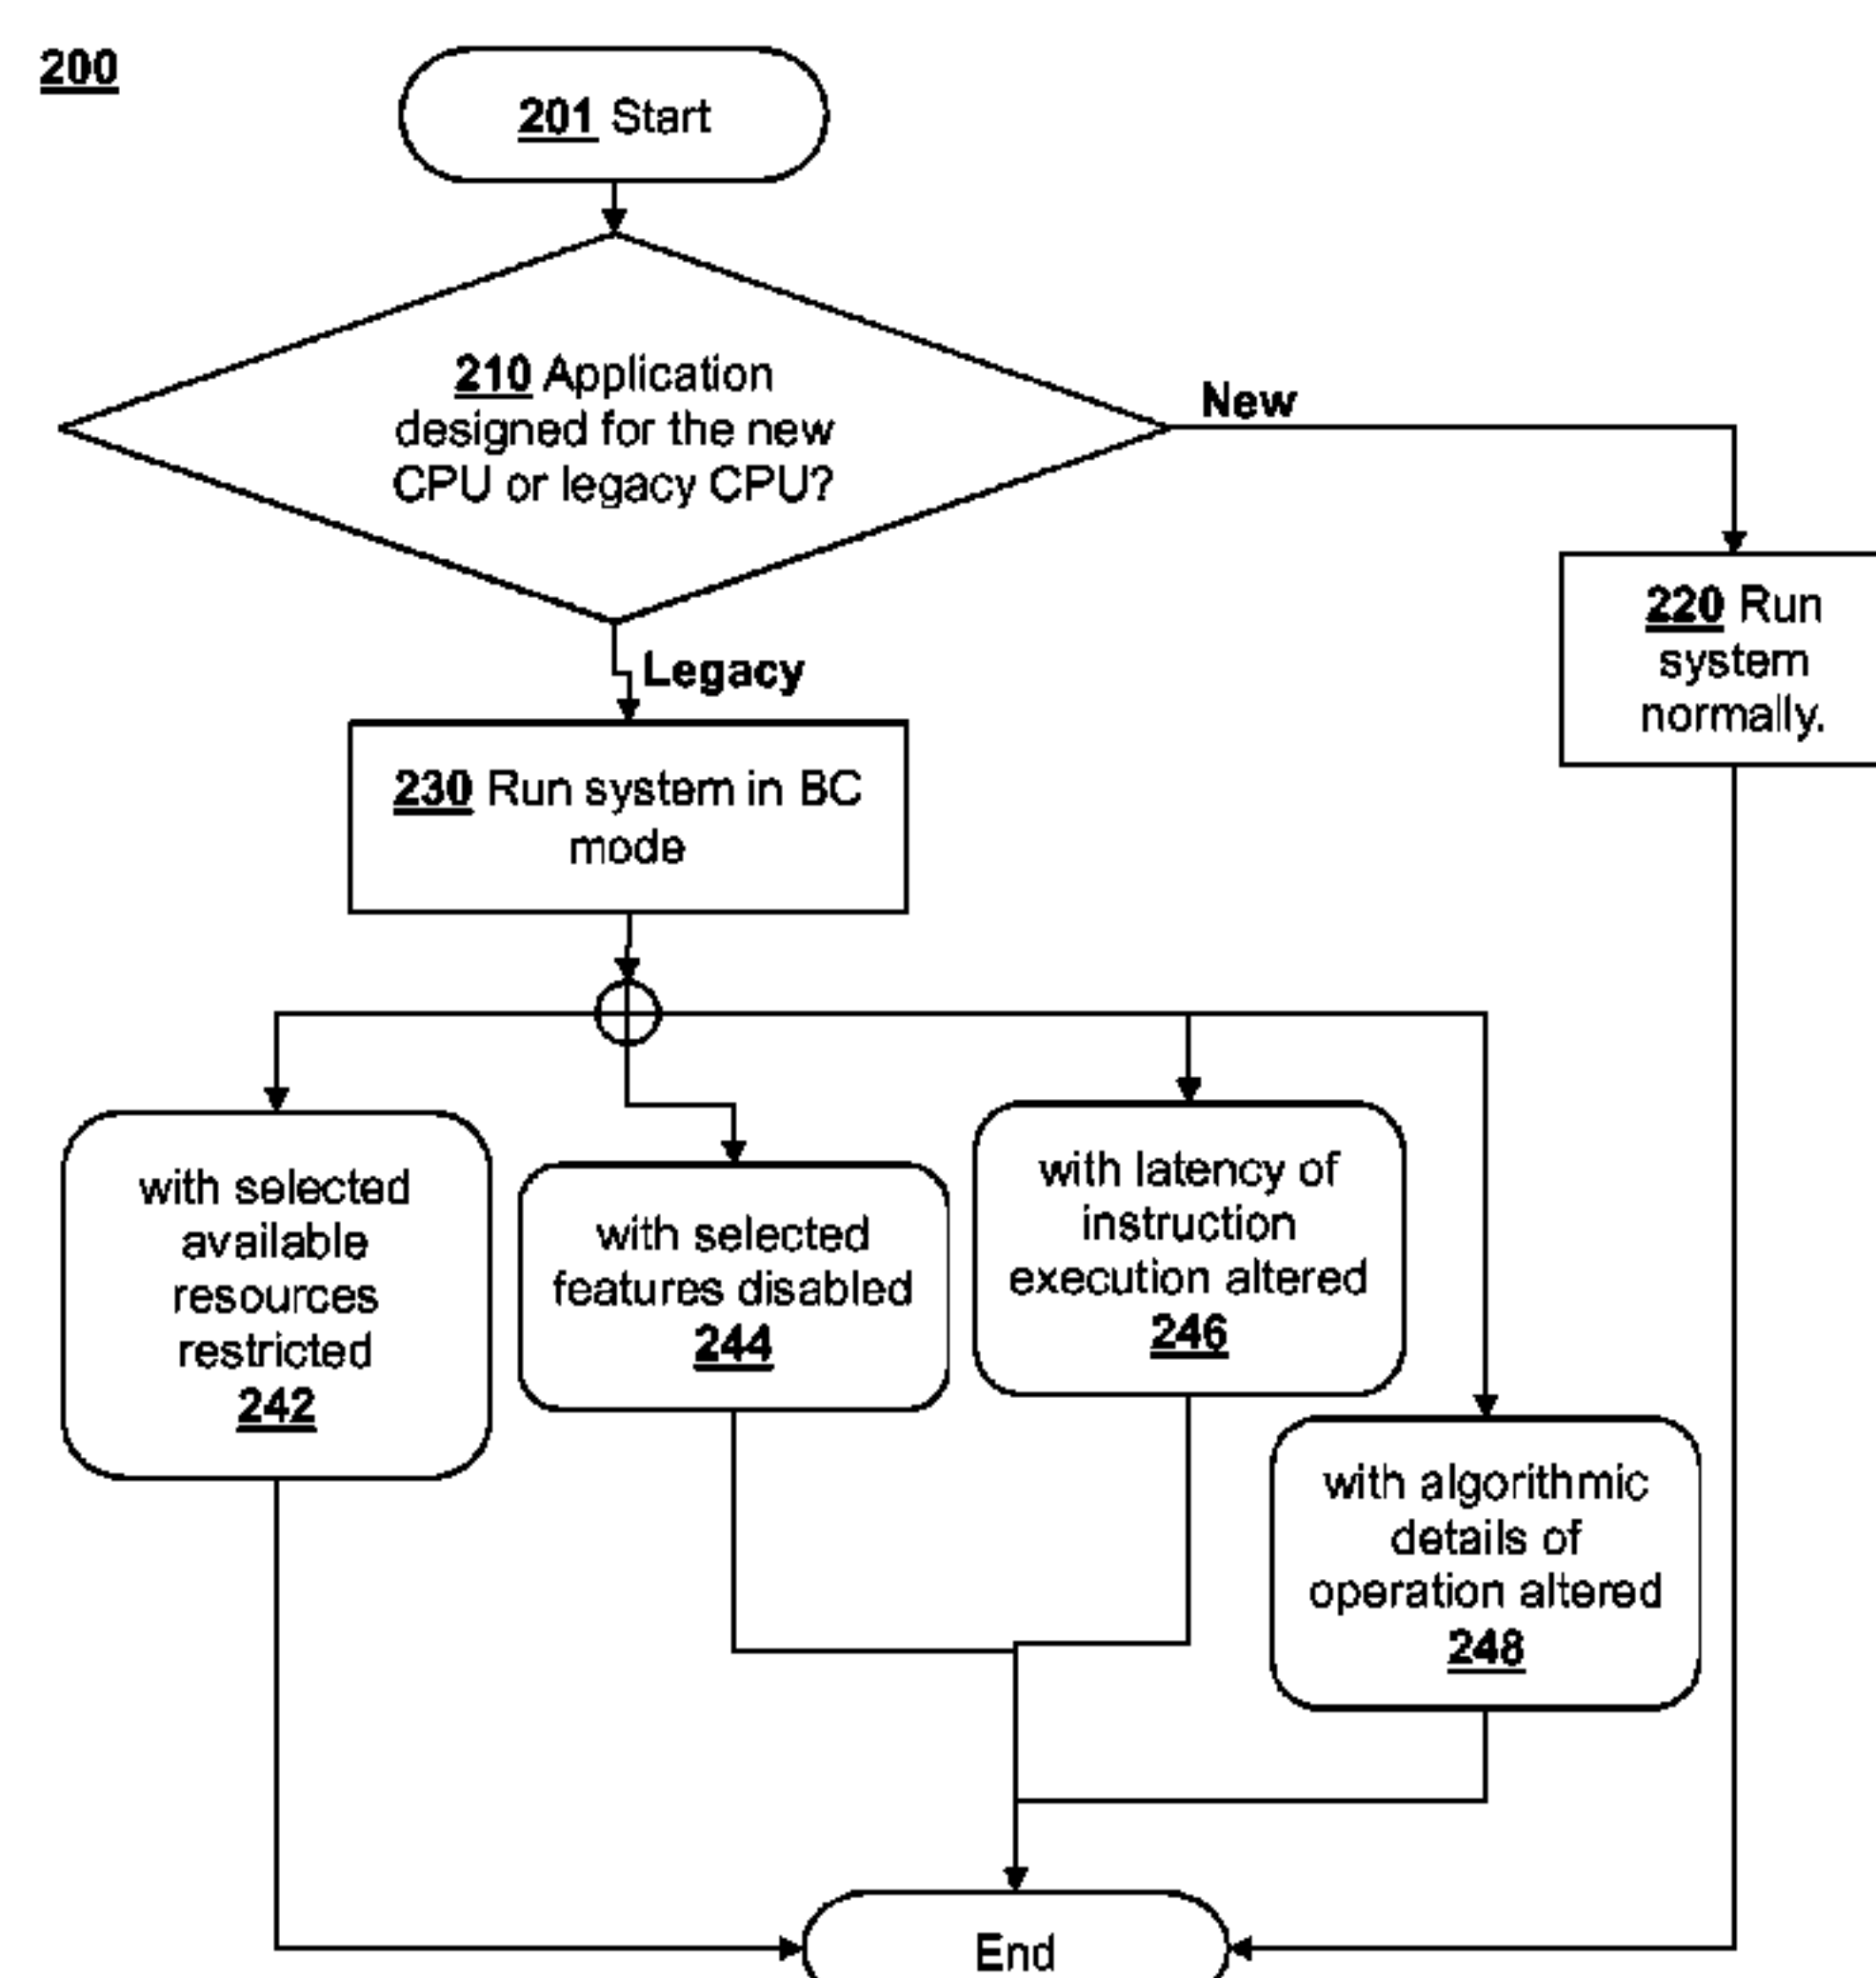 200
201 Start
210 Application
designed for the new
CPU or legacy CPU?
New
220 Run
system
normally.
Legacy
230 Run system in BC
mode
with selected
available
resources
restricted
242
with selected
features disabled
244
with latency of
instruction
execution altered
246
with algorithmic
details of
operation altered
248
End